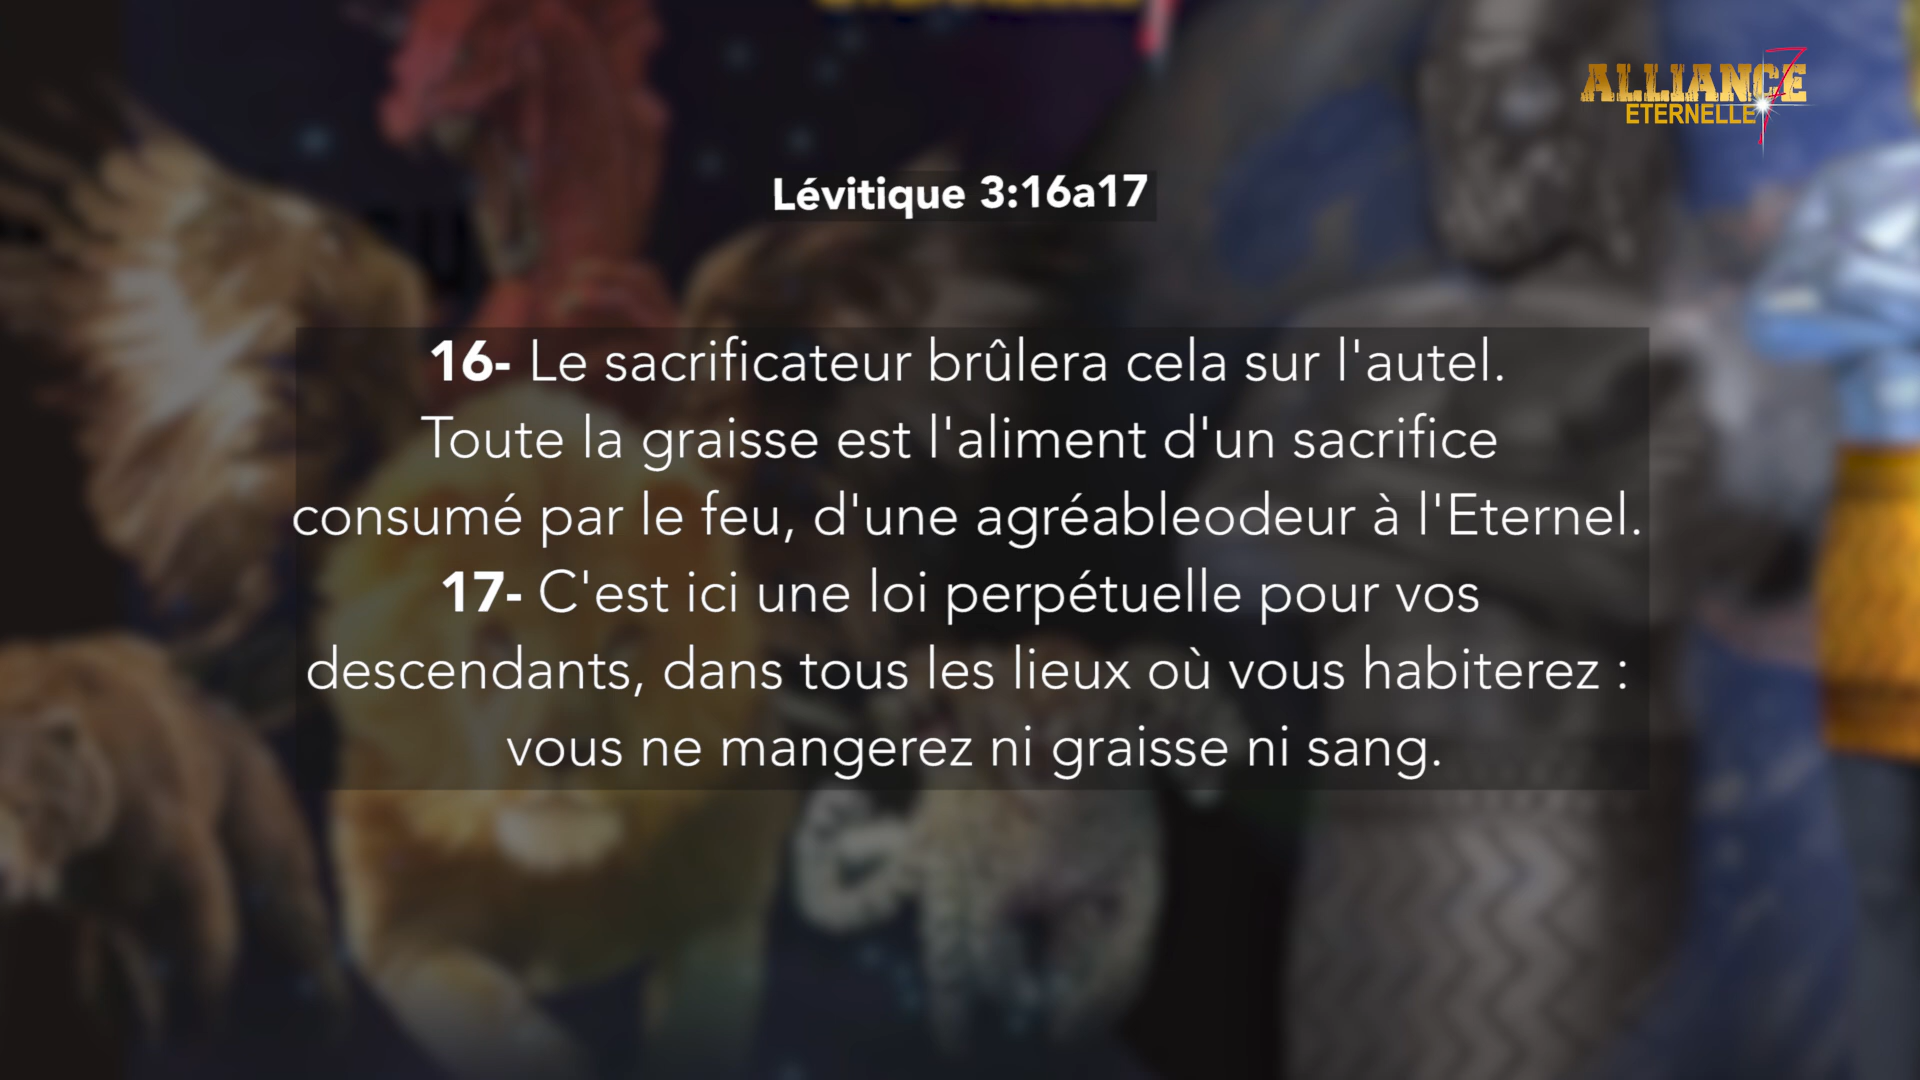 ALLIANCE
ETERNELLE
Lévitique 3:16a17
16- Le sacrificateur brûlera cela sur l'autel.
Toute la graisse est l'aliment d'un sacrifice
consumé par le feu, d'une agréableodeur à l'Eternel.
17- C'est ici une loi perpétuelle pour vos
descendants, dans tous les lieux où vous habiterez :
vous ne mangerez ni graisse ni sang.